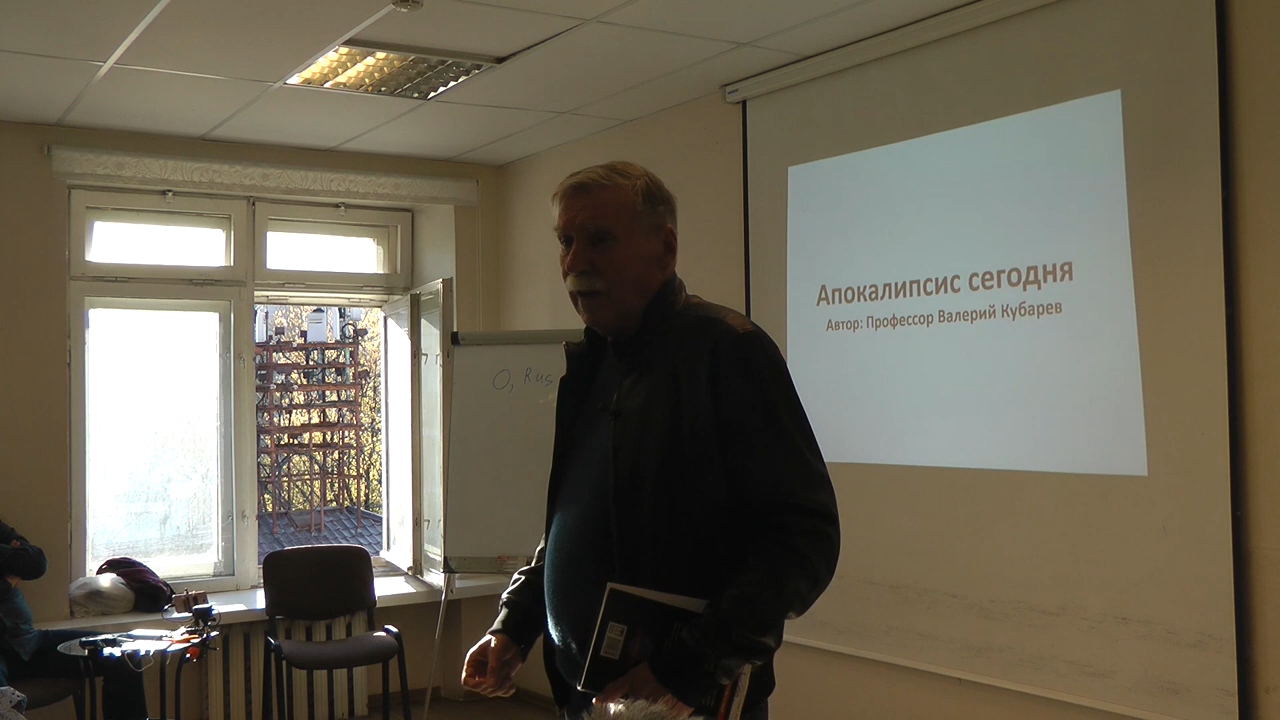 Апокалипсис сегодня
Автор: Профессор Валерий Кубарев
O, Rus